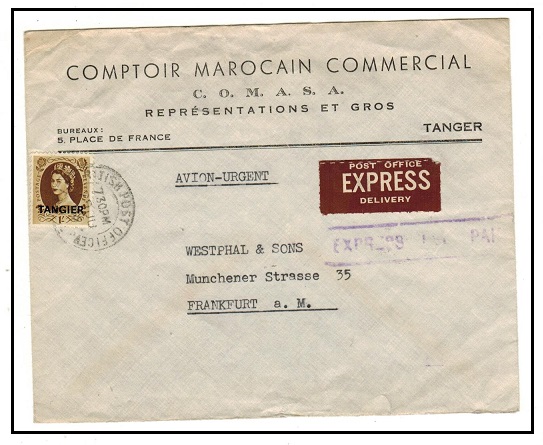 COMPTOIR MAROCAIN COMMERCIAL
C. O. M. A. S. A.
REPRÉSENTATIONS ET GROS
BUREAUX :
5, PLACE DE FRANCE
TANGER
AVION-URGENT
POST OFFICE
EXPRESS
DELIVERY
TANGIER
BRITISH POST OFFICE
7.30PM
EXPRESS PAI
WESTPHAL & SONS
Munchener Strasse 35
FRANKFURT a. M.